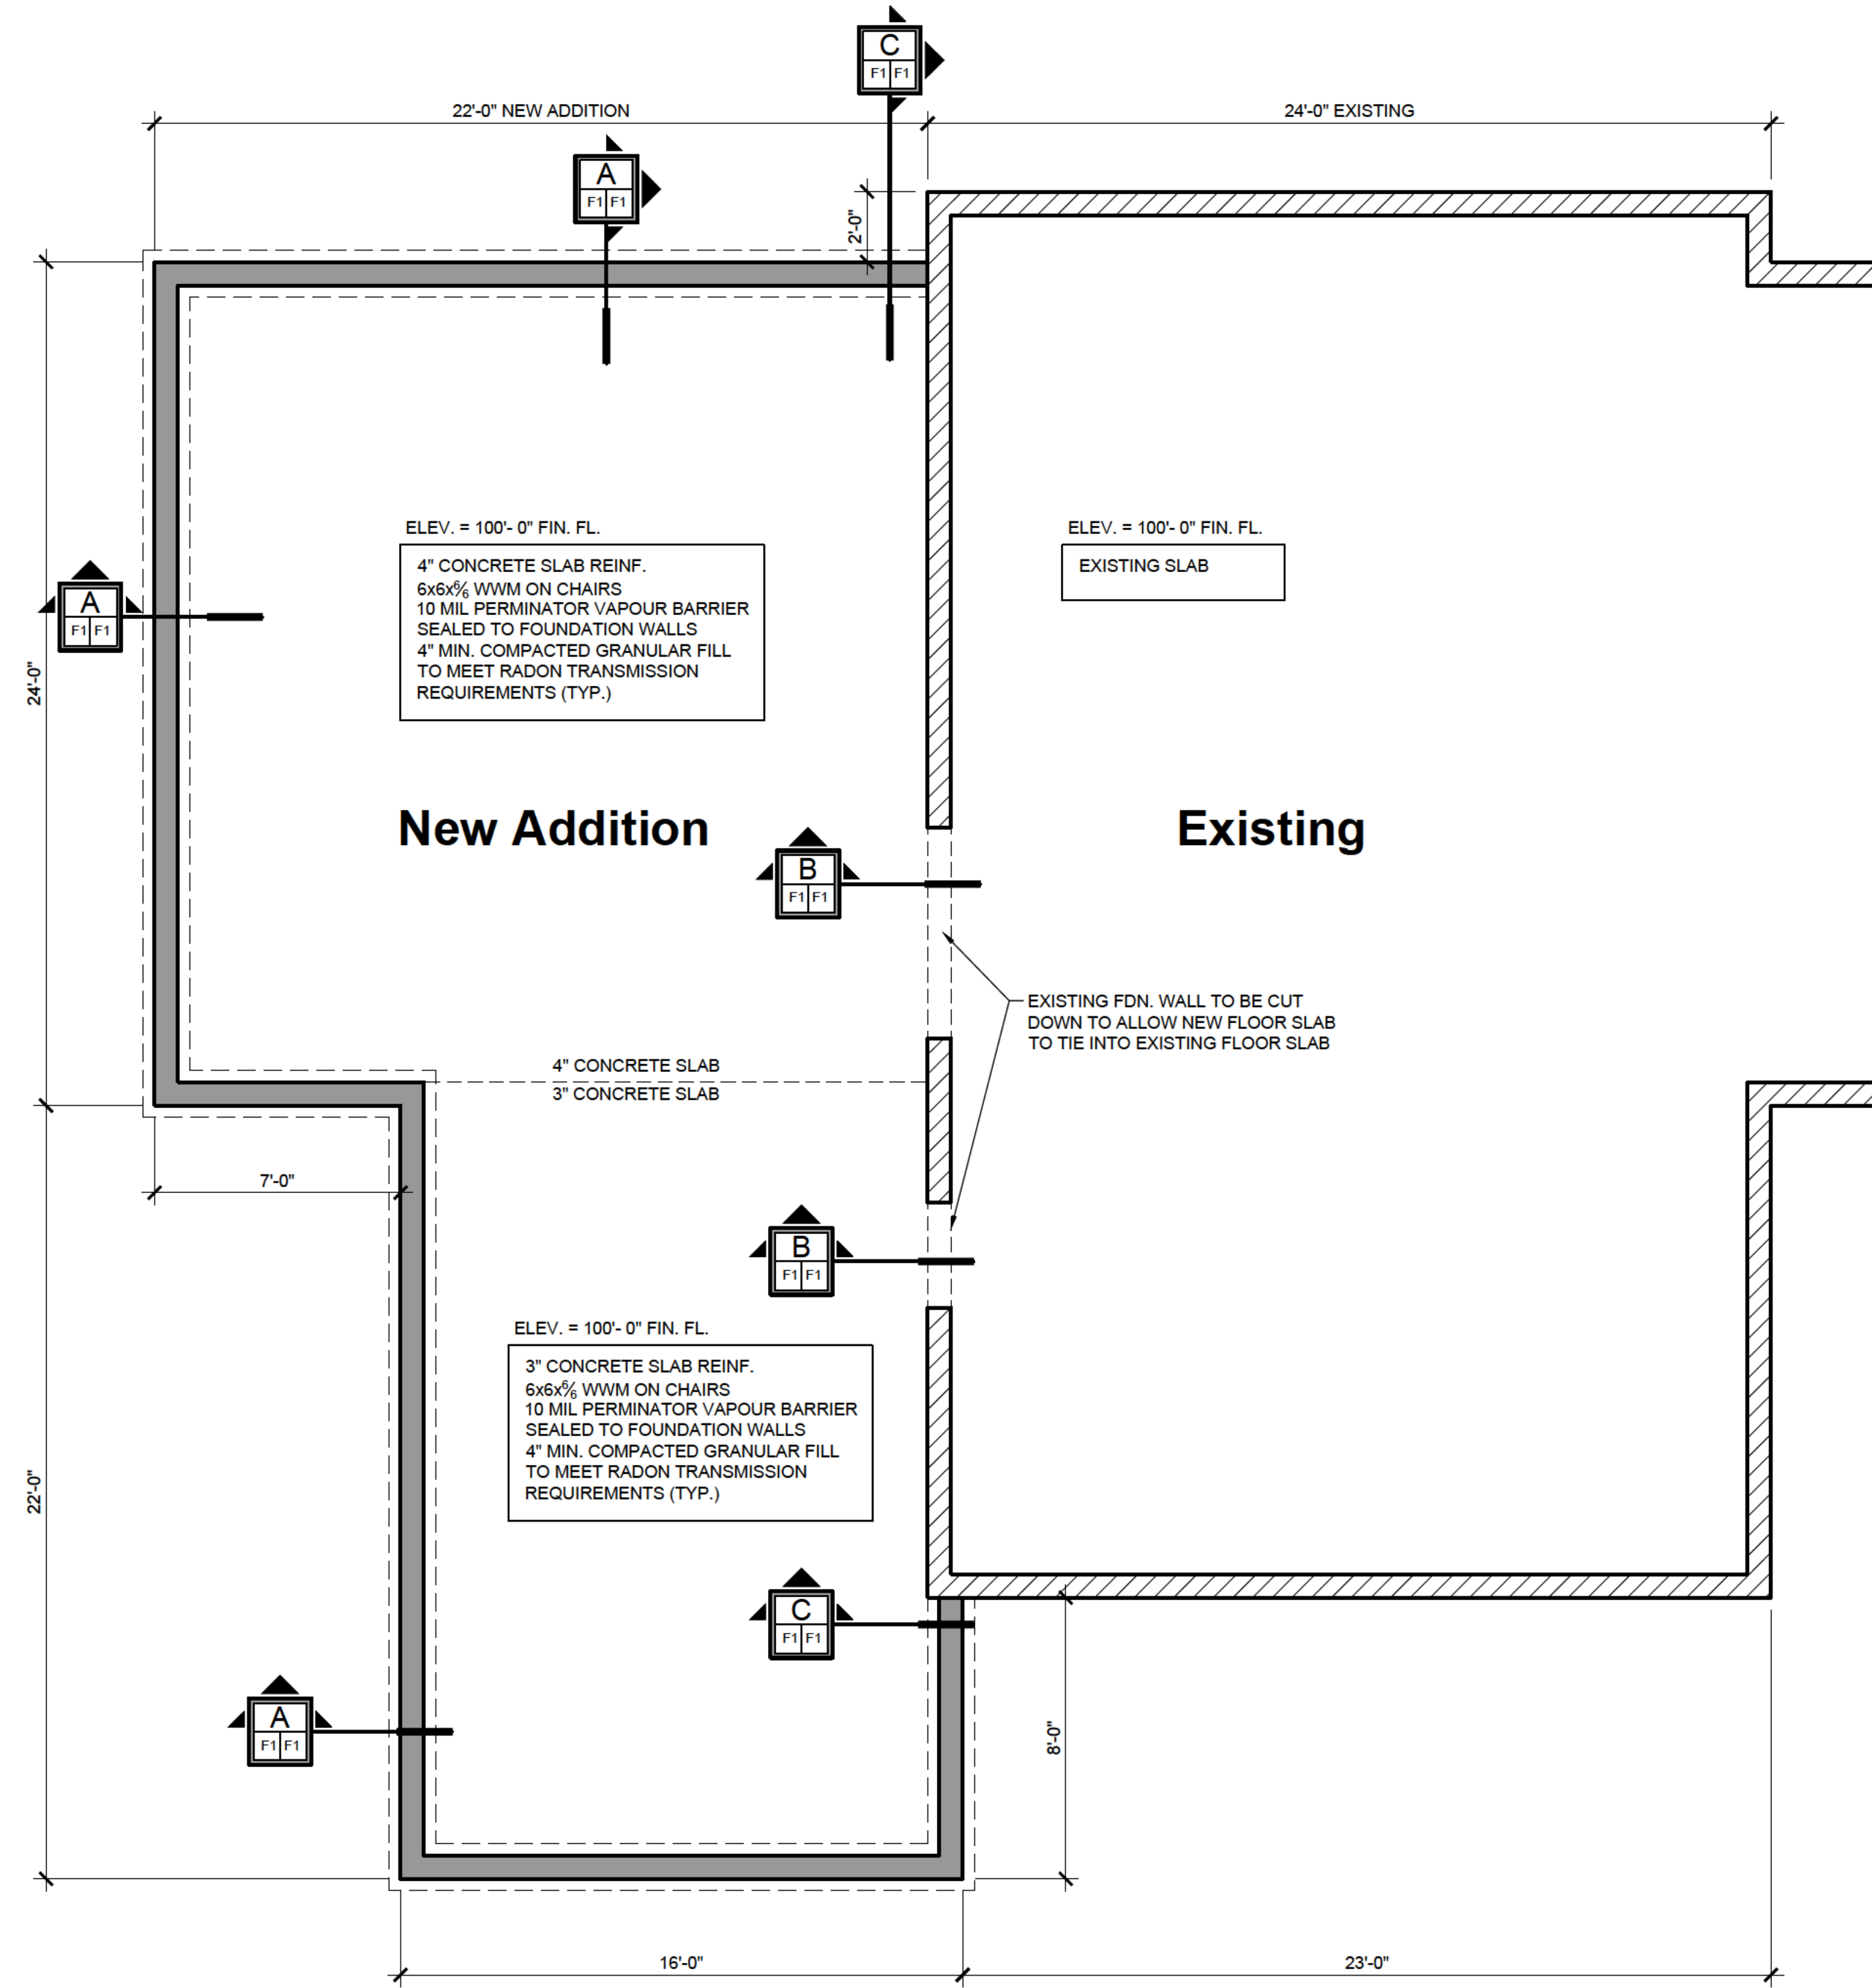 C
F1 F1
22'-0" NEW ADDITION
24'-0" EXISTING
A
F1 F1
2'-0"
ELEV. = 100'- 0" FIN. FL.
4" CONCRETE SLAB REINF.
6x6x6/6 WWM ON CHAIRS
10 MIL PERMINATOR VAPOUR BARRIER
SEALED TO FOUNDATION WALLS
4" MIN. COMPACTED GRANULAR FILL
TO MEET RADON TRANSMISSION
REQUIREMENTS (TYP.)
ELEV. = 100'- 0" FIN. FL.
EXISTING SLAB
A
F1 F1
24'-0"
New Addition
Existing
B
F1 F1
EXISTING FDN. WALL TO BE CUT
DOWN TO ALLOW NEW FLOOR SLAB
TO TIE INTO EXISTING FLOOR SLAB
4" CONCRETE SLAB
3" CONCRETE SLAB
7'-0"
B
F1 F1
ELEV. = 100'- 0" FIN. FL.
3" CONCRETE SLAB REINF.
6x6x6/6 WWM ON CHAIRS
10 MIL PERMINATOR VAPOUR BARRIER
SEALED TO FOUNDATION WALLS
4" MIN. COMPACTED GRANULAR FILL
TO MEET RADON TRANSMISSION
REQUIREMENTS (TYP.)
22'-0"
C
F1 F1
A
F1 F1
8'-0"
16'-0"
23'-0"